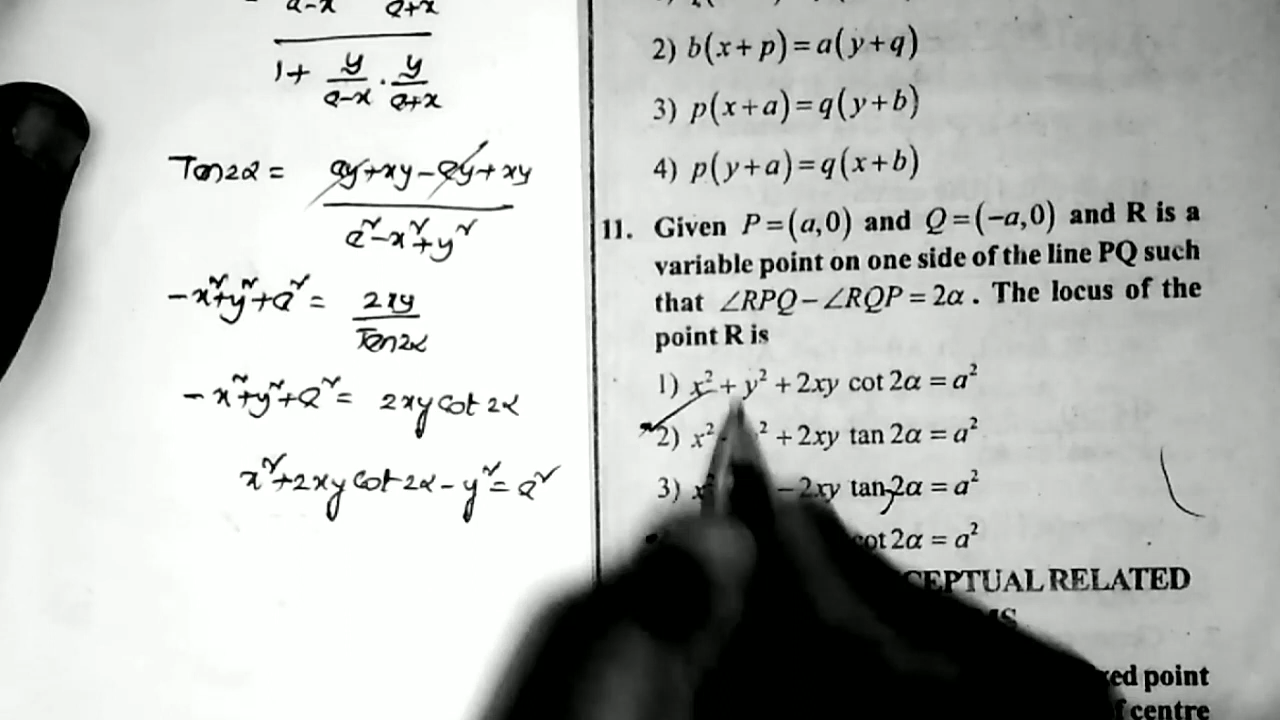 a-x a+x
1+ y/a-x . y/a+x
Tan2α = ay+xy-ay+xy
a²-x²+y²
-x²+y²+a² = 2xy
Tan2α
-x²+y²+a² = 2xy cot 2α
x²+2xy cot 2α - y² = a²
2) b(x+p)=a(y+q)
3) p(x+a)=q(y+b)
4) p(y+a)=q(x+b)
11. Given P=(a,0) and Q=(-a,0) and R is a
variable point on one side of the line PQ such
that ∠RPQ-∠RQP=2α. The locus of the
point R is
1) x²+y²+2xy cot 2α = a²
2) x² ² +2xy tan 2α = a²
3) -2xy tan 2α = a²
cot 2α = a²
RELATED
point
centre